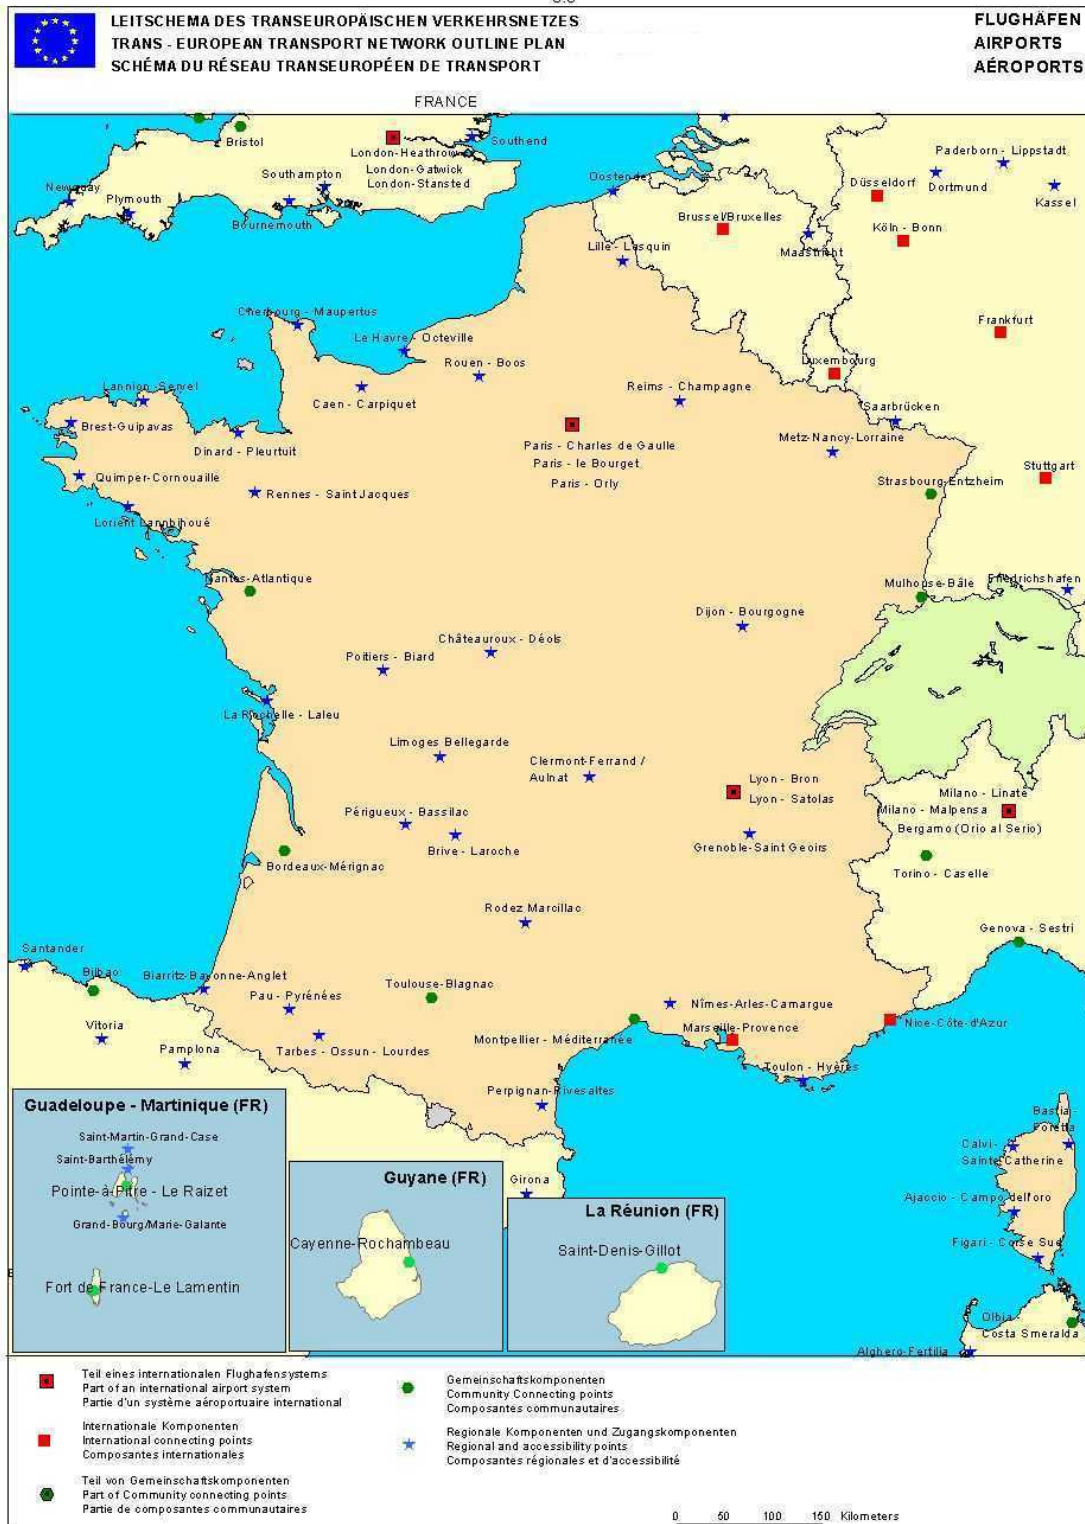 LEITSCHEMA DES TRANSEUROPÄISCHEN VERKEHRSNETZES
TRANS - EUROPEAN TRANSPORT NETWORK OUTLINE PLAN
SCHÉMA DU RÉSEAU TRANSEUROPÉEN DE TRANSPORT
FLUGHÄFEN
AIRPORTS
AÉROPORTS
FRANCE
Bristol
London-Heathrow
London-Gatwick
London-Stansted
Southend
Newquay
Plymouth
Southampton
Bournemouth
Oostende
Brussel/Bruxelles
Maastricht
Düsseldorf
Dortmund
Paderborn - Lippstadt
Kassel
Köln - Bonn
Lille - Lesquin
Frankfurt
Cherbourg - Maupertus
Le Havre - Octeville
Rouen - Boos
Luxembourg
Lannion-Servel
Caen - Carpiquet
Reims - Champagne
Saarbrücken
Brest-Guipavas
Dinard - Pleurtuit
Paris - Charles de Gaulle
Paris - le Bourget
Paris - Orly
Metz-Nancy-Lorraine
Stuttgart
Quimper-Cornouaille
Rennes - Saint Jacques
Strasbourg-Entzheim
Lorient Lannbihoué
Nantes-Atlantique
Mulhouse-Bâle
Friedrichshafen
Dijon - Bourgogne
Châteauroux - Déols
Poitiers - Biard
La Rochelle - Laleu
Limoges Bellegarde
Clermont-Ferrand /
Aulnat
Lyon - Bron
Lyon - Satolas
Milano - Linate
Milano - Malpensa
Bergamo (Orio al Serio)
Périgueux - Bassilac
Brive - Laroche
Grenoble-Saint Geoirs
Bordeaux-Mérignac
Torino - Caselle
Rodez Marcillac
Genova - Sestri
Santander
Bilbao
Biarritz-Bayonne-Anglet
Toulouse-Blagnac
Pau - Pyrénées
Nîmes-Arles-Camargue
Vitoria
Marseille-Provence
Nice-Côte-d'Azur
Pamplona
Tarbes - Ossun - Lourdes
Montpellier - Méditerranée
Toulon - Hyères
Perpignan-Rivesaltes
Girona
Bastia -
Poretta
Calvi -
Sainte Catherine
Ajaccio - Campo dell'oro
Figari - Corse Sud
Olbia -
Costa Smeralda
Alghero-Fertilia
Guadeloupe - Martinique (FR)
Saint-Martin-Grand-Case
Saint-Barthélémy
Pointe-à-Pitre - Le Raizet
Grand-Bourg/Marie-Galante
Fort de France-Le Lamentin
Guyane (FR)
Cayenne-Rochambeau
La Réunion (FR)
Saint-Denis-Gillot
Teil eines internationalen Flughafensystems
Part of an international airport system
Partie d'un système aéroportuaire international
Internationale Komponenten
International connecting points
Composantes internationales
Teil von Gemeinschaftskomponenten
Part of Community connecting points
Partie de composantes communautaires
Gemeinschaftskomponenten
Community Connecting points
Composantes communautaires
Regionale Komponenten und Zugangskomponenten
Regional and accessibility points
Composantes régionales et d'accessibilité
0 50 100 150 Kilometers